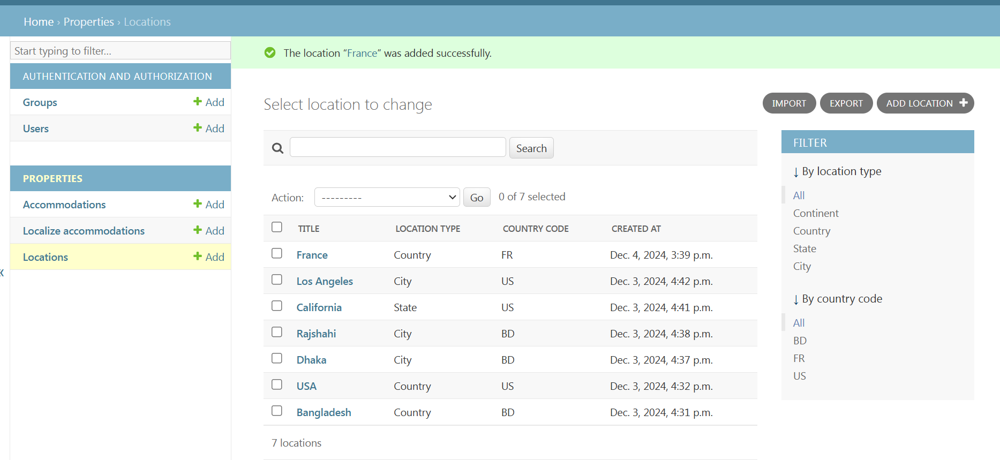 Home › Properties › Locations
Start typing to filter...
AUTHENTICATION AND AUTHORIZATION
Groups Add
Users Add
PROPERTIES
Accommodations Add
Localize accommodations Add
Locations Add
«
The location “France” was added successfully.
Select location to change
IMPORT EXPORT ADD LOCATION
Search
Action: --------- Go 0 of 7 selected
TITLE LOCATION TYPE COUNTRY CODE CREATED AT
France Country FR Dec. 4, 2024, 3:39 p.m.
Los Angeles City US Dec. 3, 2024, 4:42 p.m.
California State US Dec. 3, 2024, 4:41 p.m.
Rajshahi City BD Dec. 3, 2024, 4:38 p.m.
Dhaka City BD Dec. 3, 2024, 4:37 p.m.
USA Country US Dec. 3, 2024, 4:32 p.m.
Bangladesh Country BD Dec. 3, 2024, 4:31 p.m.
7 locations
FILTER
↓ By location type
All
Continent
Country
State
City
↓ By country code
All
BD
FR
US